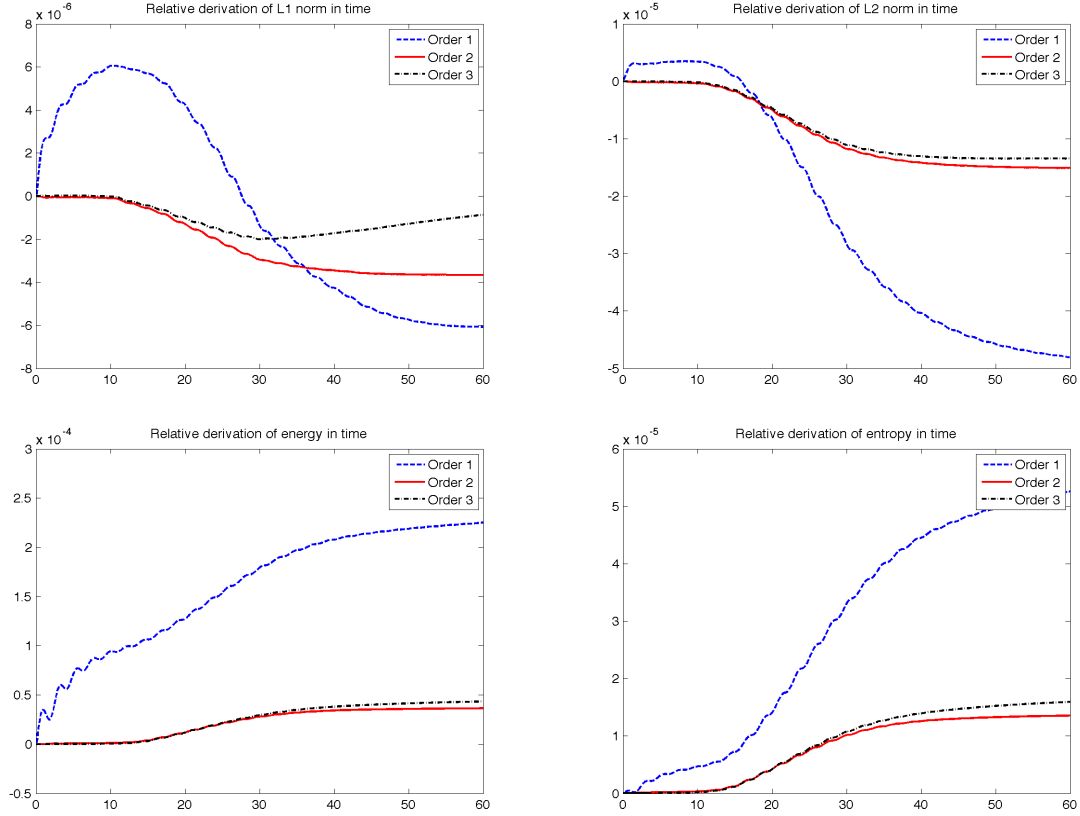 Relative derivation of L1 norm in time
x 10^-6
8
6
4
2
0
-2
-4
-6
-8
0 10 20 30 40 50 60
Order 1
Order 2
Order 3
Relative derivation of L2 norm in time
x 10^-5
1
0
-1
-2
-3
-4
-5
0 10 20 30 40 50 60
Order 1
Order 2
Order 3
Relative derivation of energy in time
x 10^-4
3
2.5
2
1.5
1
0.5
0
-0.5
0 10 20 30 40 50 60
Order 1
Order 2
Order 3
Relative derivation of entropy in time
x 10^-5
6
5
4
3
2
1
0
0 10 20 30 40 50 60
Order 1
Order 2
Order 3